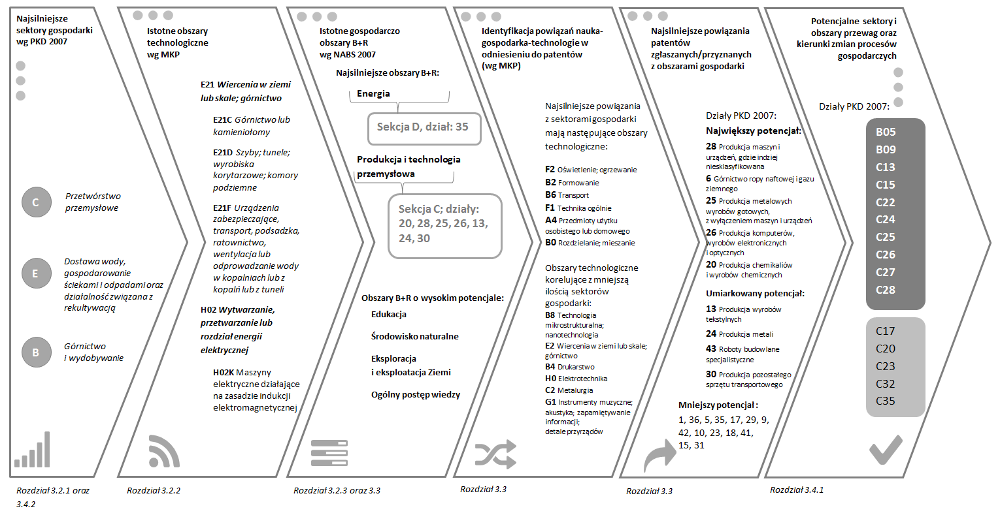 Najsilniejsze
sektory gospodarki
wg PKD 2007
C
Przetwórstwo
przemysłowe
E
Dostawa wody,
gospodarowanie
ściekami i odpadami oraz
działalność związana z
rekultywacją
B
Górnictwo
i wydobywanie
Rozdział 3.2.1 oraz
3.4.2
Istotne obszary
technologiczne
wg MKP
E21 Wiercenia w ziemi
lub skale; górnictwo
E21C Górnictwo lub
kamieniołomy
E21D Szyby; tunele;
wyrobiska
korytarzowe; komory
podziemne
E21F Urządzenia
zabezpieczające,
transport, podsadzka,
ratownictwo,
wentylacja lub
odprowadzanie wody
w kopalniach lub z
kopalń lub z tuneli
H02 Wytwarzanie,
przetwarzanie lub
rozdział energii
elektrycznej
H02K Maszyny
elektryczne działające
na zasadzie indukcji
elektromagnetycznej
Rozdział 3.2.2
Istotne gospodarczo
obszary B+R
wg NABS 2007
Najsilniejsze obszary B+R:
Energia
Sekcja D, dział: 35
Produkcja i technologia
przemysłowa
Sekcja C; działy:
20, 28, 25, 26, 13,
24, 30
Obszary B+R o wysokim potencjale:
Edukacja
Środowisko naturalne
Eksploracja
i eksploatacja Ziemi
Ogólny postęp wiedzy
Rozdział 3.2.3 oraz 3.3
Identyfikacja powiązań nauka-
gospodarka-technologie w
odniesieniu do patentów
(wg MKP)
Najsilniejsze powiązania
z sektorami gospodarki
mają następujące obszary
technologiczne:
F2 Oświetlenie; ogrzewanie
B2 Formowanie
B6 Transport
F1 Technika ogólnie
A4 Przedmioty użytku
osobistego lub domowego
B0 Rozdzielanie; mieszanie
Obszary technologiczne
korelujące z mniejszą
ilością sektorów
gospodarki:
B8 Technologia
mikrostrukturalna;
nanotechnologia
E2 Wiercenia w ziemi lub skale;
górnictwo
B4 Drukarstwo
H0 Elektrotechnika
C2 Metalurgia
G1 Instrumenty muzyczne;
akustyka; zapamiętywanie
informacji;
detale przyrządów
Rozdział 3.3
Najsilniejsze powiązania
patentów
zgłaszanych/przyznanych
z obszarami gospodarki
Działy PKD 2007:
Największy potencjał:
28 Produkcja maszyn i
urządzeń, gdzie indziej
niesklasyfikowana
6 Górnictwo ropy naftowej i gazu
ziemnego
25 Produkcja metalowych
wyrobów gotowych,
z wyłączeniem maszyn i urządzeń
26 Produkcja komputerów,
wyrobów elektronicznych
i optycznych
20 Produkcja chemikaliów
i wyrobów chemicznych
Umiarkowany potencjał:
13 Produkcja wyrobów
tekstylnych
24 Produkcja metali
43 Roboty budowlane
specjalistyczne
30 Produkcja pozostałego
sprzętu transportowego
Mniejszy potencjał :
1, 36, 5, 35, 17, 29, 9,
42, 10, 23, 18, 41,
15, 31
Rozdział 3.3
Potencjalne sektory i
obszary przewag oraz
kierunki zmian procesów
gospodarczych
Działy PKD 2007:
B05
B09
C13
C15
C22
C24
C25
C26
C27
C28
C17
C20
C23
C32
C35
Rozdział 3.4.1